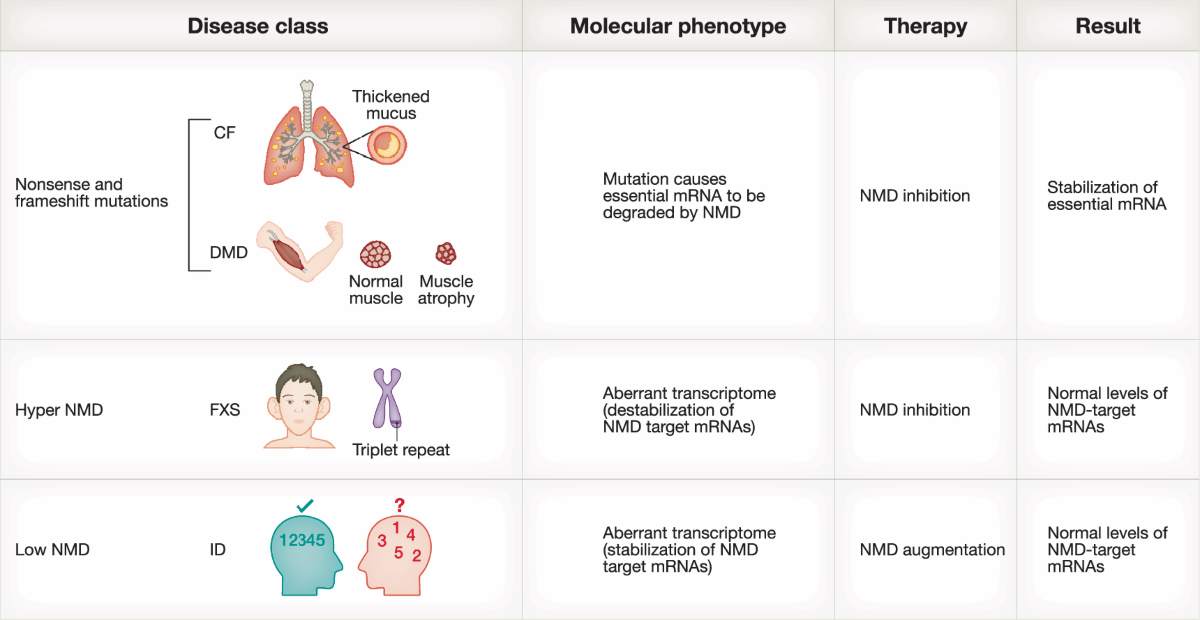 Disease class
Molecular phenotype
Therapy
Result
Nonsense and
frameshift mutations
CF
Thickened
mucus
DMD
Normal
muscle
Muscle
atrophy
Mutation causes
essential mRNA to be
degraded by NMD
NMD inhibition
Stabilization of
essential mRNA
Hyper NMD
FXS
Triplet repeat
Aberrant transcriptome
(destabilization of
NMD target mRNAs)
NMD inhibition
Normal levels of
NMD-target
mRNAs
Low NMD
ID
12345
?
1
3
4
5
2
Aberrant transcriptome
(stabilization of NMD
target mRNAs)
NMD augmentation
Normal levels of
NMD-target
mRNAs